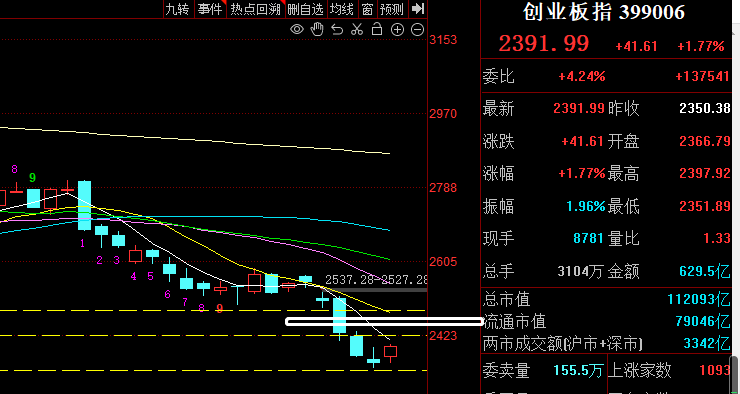 九转 事件 热点回溯 删自选 均线 窗 预测
创业板指 399006
2391.99 +41.61 +1.77%
委比 +4.24% +137541
最新 2391.99 昨收 2350.38
涨跌 +41.61 开盘 2366.79
涨幅 +1.77% 最高 2397.92
振幅 1.96% 最低 2351.89
现手 8781 量比 1.33
总手 3104万 金额 629.5亿
总市值 112093亿
流通市值 79046亿
两市成交额(沪市+深市) 3342亿
委卖量 155.5万 上涨家数 1093
3153
2970
2788
2605
2423
8 9
1 2 3 4 5 6 7 8 9
2537.29-2527.28